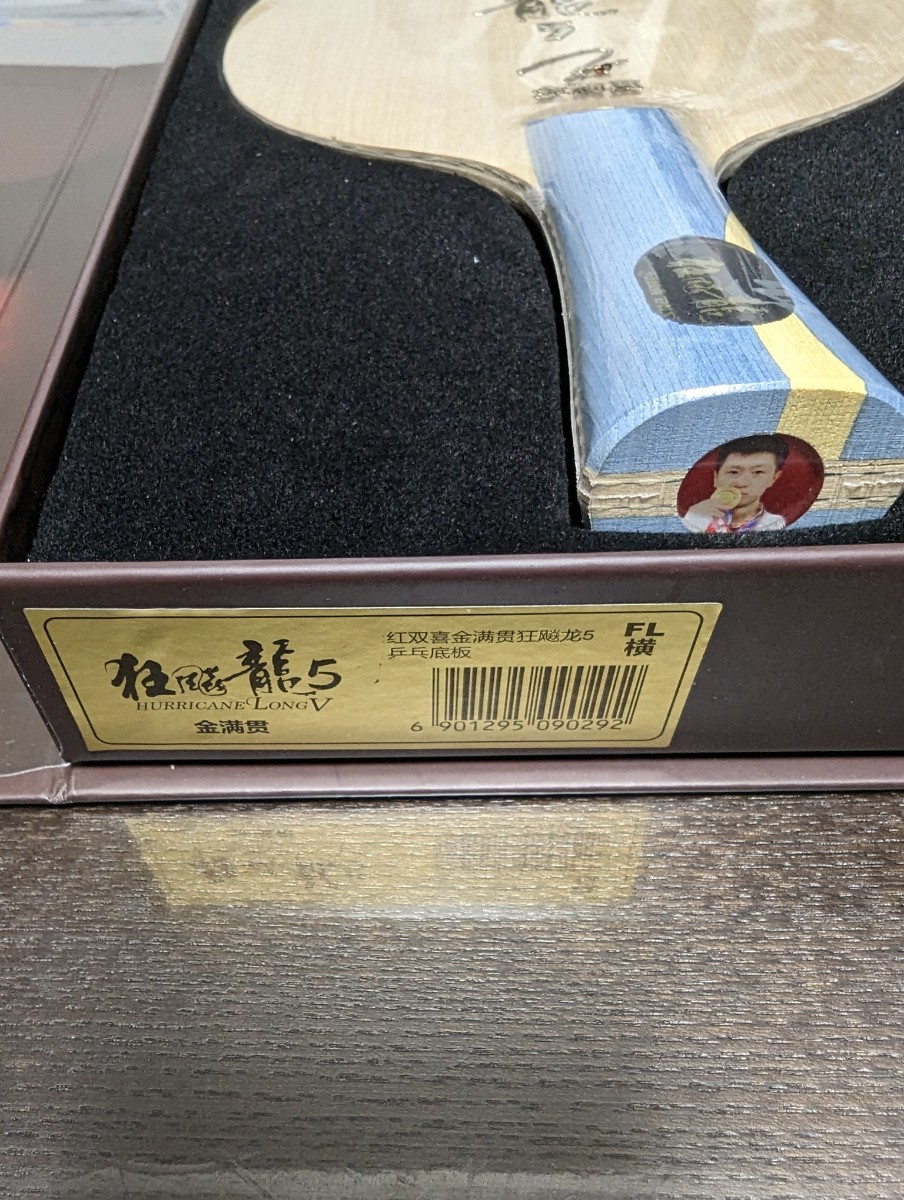 狂飚龍5
HURRICANE LONG V
金满贯
红双喜金满贯狂飚龙5
乒乓底板
FL
横
6 901295 090292